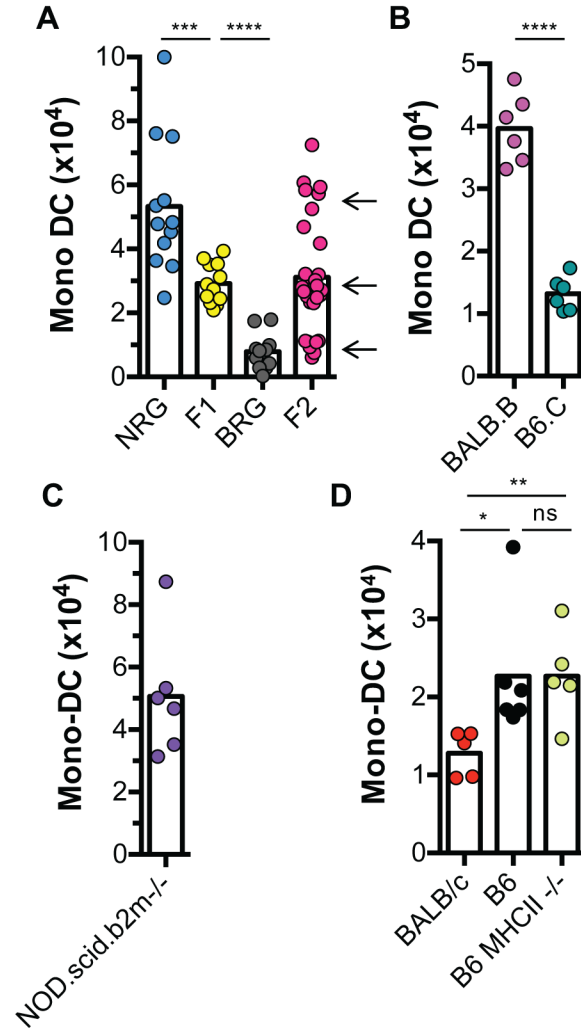 A
*** ****
Mono DC (x10⁴)
10
8
6
4
2
0
NRG F1 BRG F2
B
****
Mono DC (x10⁴)
5
4
3
2
1
0
BALB.B B6.C
C
Mono-DC (x10⁴)
10
8
6
4
2
0
NOD.scid.b2m-/-
D
**
* ns
Mono-DC (x10⁴)
4
3
2
1
0
BALB/c B6 B6 MHCII -/-